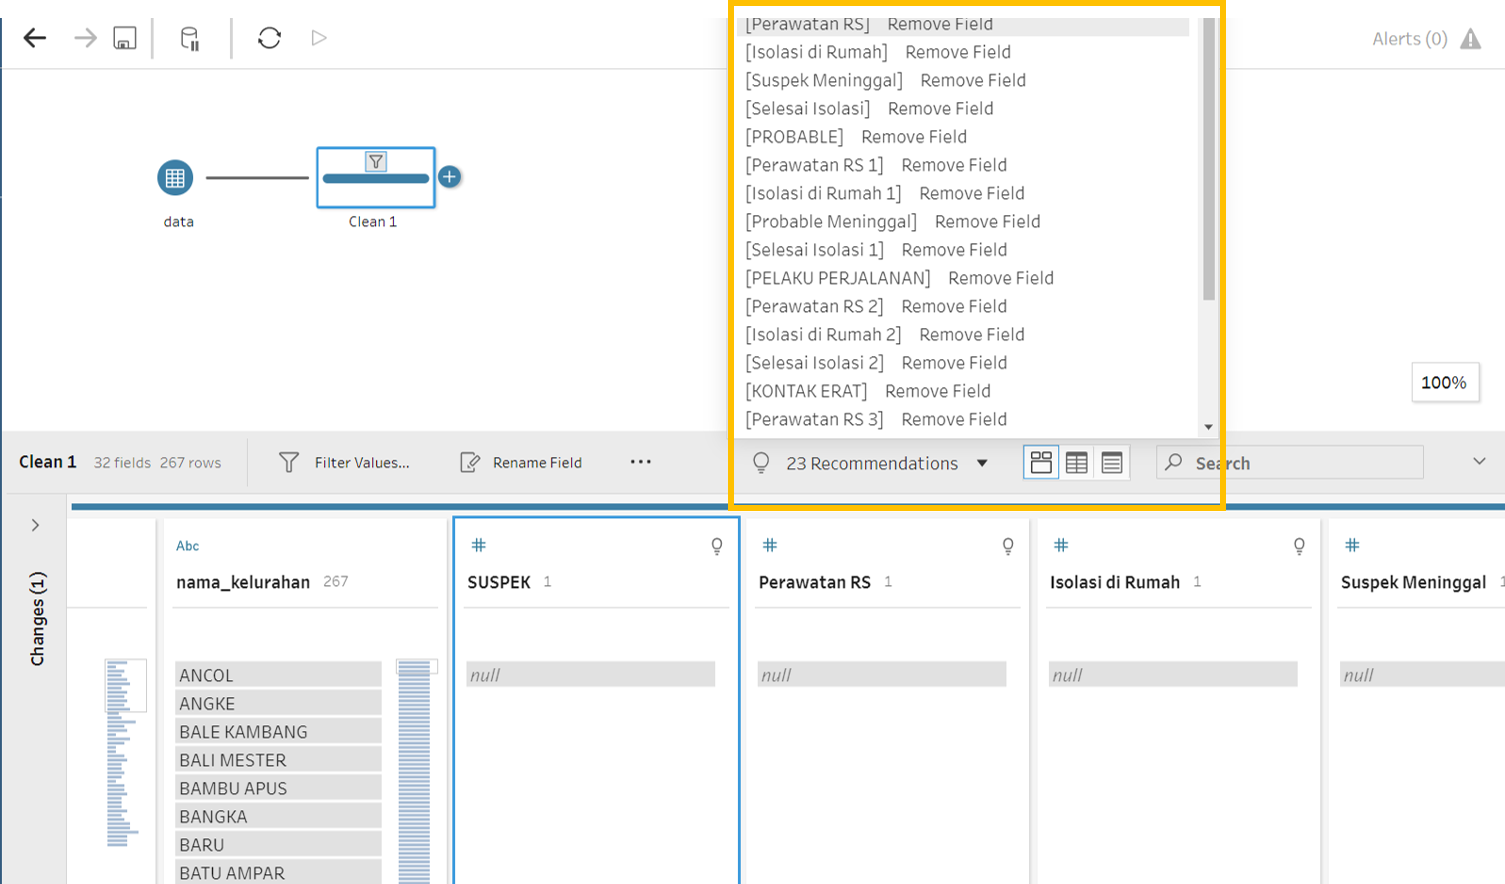 [Perawatan RS] Remove Field
[Isolasi di Rumah] Remove Field
[Suspek Meninggal] Remove Field
[Selesai Isolasi] Remove Field
[PROBABLE] Remove Field
[Perawatan RS 1] Remove Field
[Isolasi di Rumah 1] Remove Field
[Probable Meninggal] Remove Field
[Selesai Isolasi 1] Remove Field
[PELAKU PERJALANAN] Remove Field
[Perawatan RS 2] Remove Field
[Isolasi di Rumah 2] Remove Field
[Selesai Isolasi 2] Remove Field
[KONTAK ERAT] Remove Field
[Perawatan RS 3] Remove Field
Alerts (0)
data
Clean 1
100%
Clean 1 32 fields 267 rows Filter Values... Rename Field ... 23 Recommendations Search
Changes (1)
Abc
nama_kelurahan 267
ANCOL
ANGKE
BALE KAMBANG
BALI MESTER
BAMBU APUS
BANGKA
BARU
BATU AMPAR
#
SUSPEK 1
null
#
Perawatan RS 1
null
#
Isolasi di Rumah 1
null
#
Suspek Meninggal 1
null